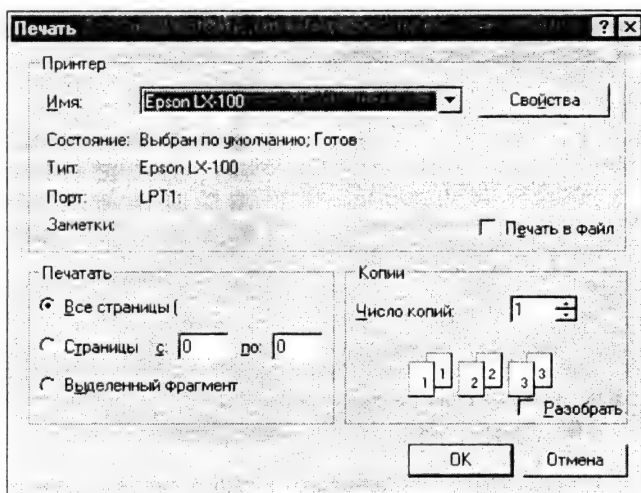 Печать
Принтер
Имя: Epson LX-100 Свойства
Состояние: Выбран по умолчанию; Готов
Тип: Epson LX-100
Порт: LPT1:
Заметки: Печать в файл
Печатать
Все страницы (
Страницы с: 0 по: 0
Выделенный фрагмент
Копии
Число копий: 1
1 1 2 2 3 3
Разобрать
OK Отмена